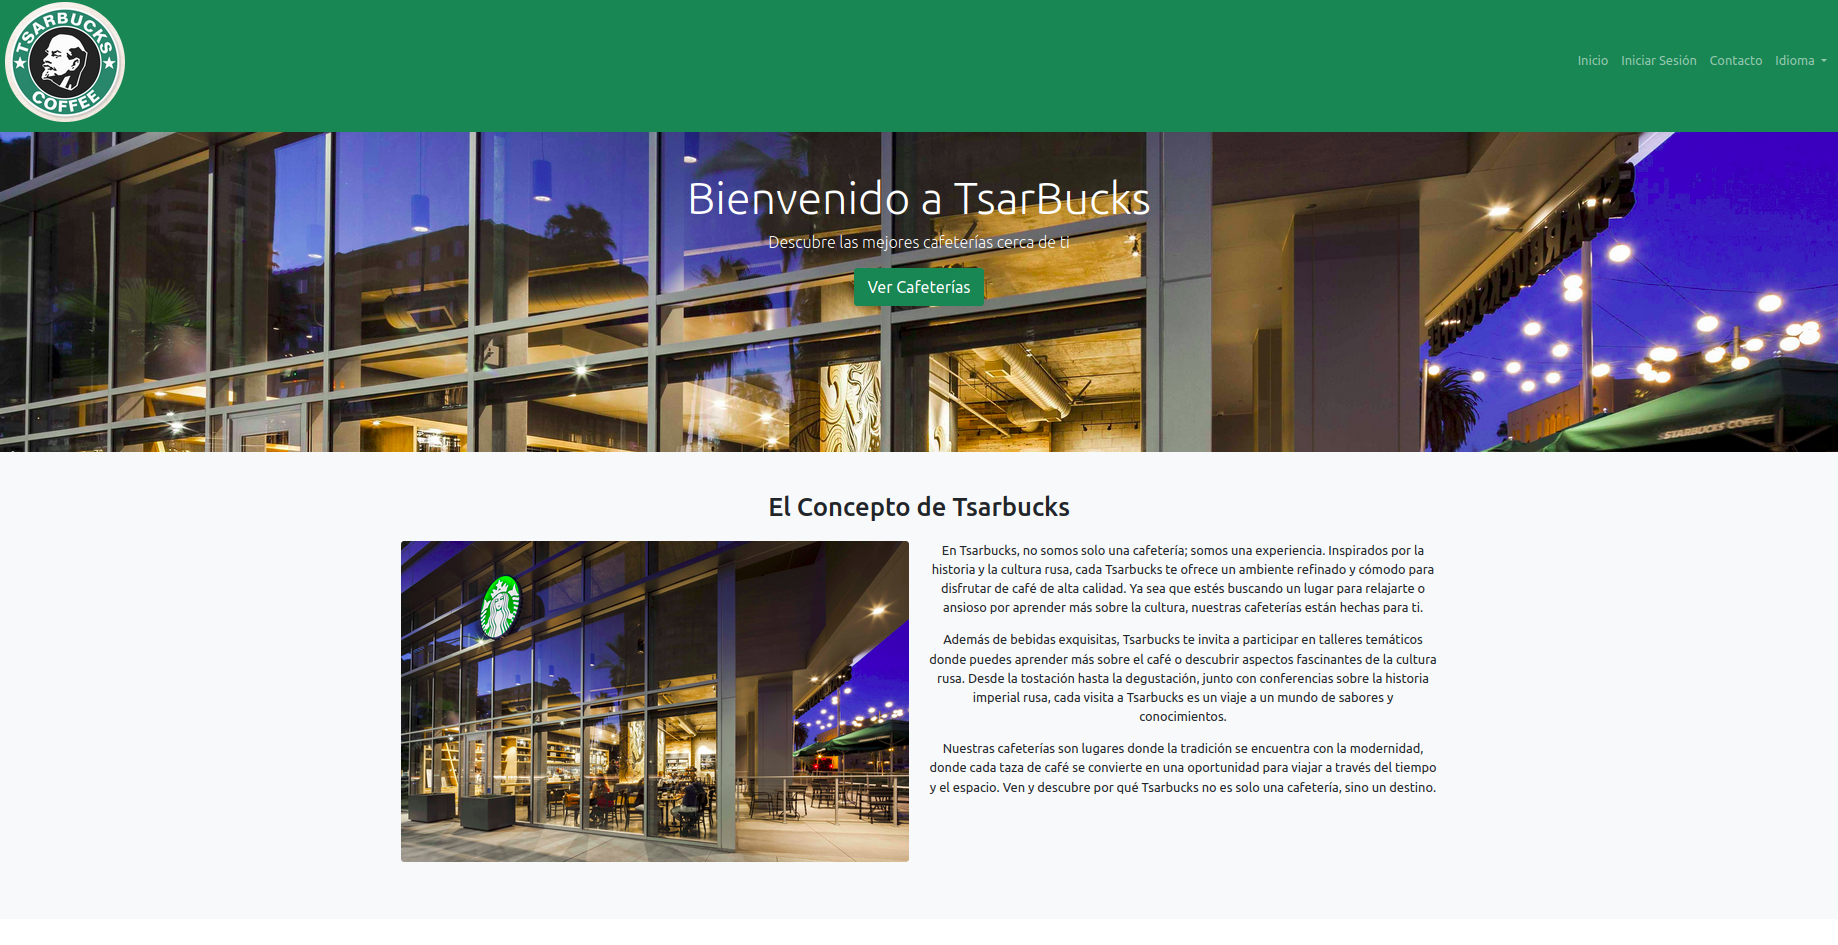 TSARBUCKS
COFFEE
Inicio Iniciar Sesión Contacto Idioma
Bienvenido a TsarBucks
Descubre las mejores cafeterías cerca de ti
Ver Cafeterías
STARBUCKS COFFEE
El Concepto de Tsarbucks
En Tsarbucks, no somos solo una cafetería; somos una experiencia. Inspirados por la
historia y la cultura rusa, cada Tsarbucks te ofrece un ambiente refinado y cómodo para
disfrutar de café de alta calidad. Ya sea que estés buscando un lugar para relajarte o
ansioso por aprender más sobre la cultura, nuestras cafeterías están hechas para ti.
Además de bebidas exquisitas, Tsarbucks te invita a participar en talleres temáticos
donde puedes aprender más sobre el café o descubrir aspectos fascinantes de la cultura
rusa. Desde la tostación hasta la degustación, junto con conferencias sobre la historia
imperial rusa, cada visita a Tsarbucks es un viaje a un mundo de sabores y
conocimientos.
Nuestras cafeterías son lugares donde la tradición se encuentra con la modernidad,
donde cada taza de café se convierte en una oportunidad para viajar a través del tiempo
y el espacio. Ven y descubre por qué Tsarbucks no es solo una cafetería, sino un destino.